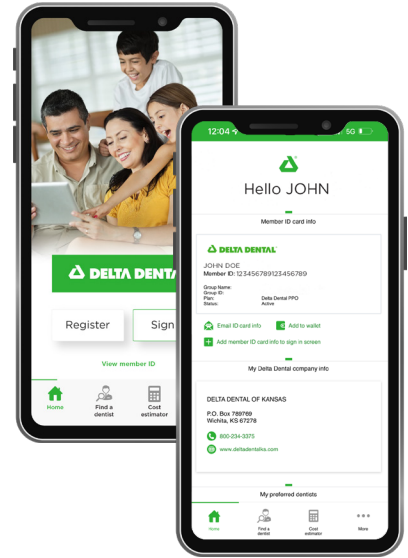 DELTA DENTA
Register
Sign
View member ID
Home
Find a
dentist
Cost
estimator
12:04
5G
Hello JOHN
Member ID card info
DELTA DENTAL
JOHN DOE
Member ID: 123456789123456789
Group Name:
Group ID:
Plan: Delta Dental PPO
Status: Active
Email ID card info
Add to wallet
Add member ID card info to sign in screen
My Delta Dental company info
DELTA DENTAL OF KANSAS
P.O. Box 789769
Wichita, KS 67278
800-234-3375
www.deltadentalks.com
My preferred dentists
Home
Find a
dentist
Cost
estimator
More